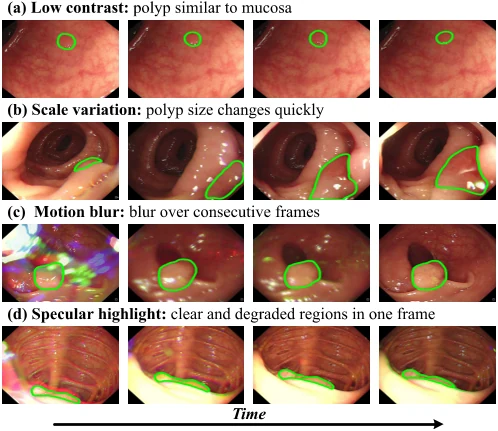 (a) Low contrast: polyp similar to mucosa
(b) Scale variation: polyp size changes quickly
(c) Motion blur: blur over consecutive frames
(d) Specular highlight: clear and degraded regions in one frame
Time